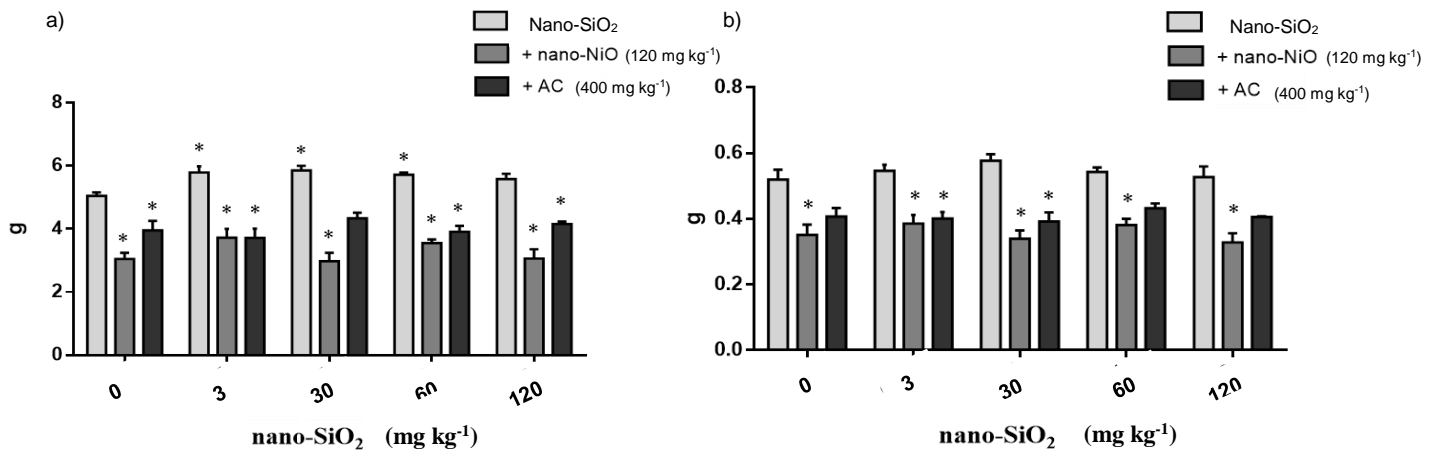 a)
Nano-SiO₂
+ nano-NiO (120 mg kg⁻¹)
+ AC (400 mg kg⁻¹)
8
6
4
2
0
g
* * * * * * * * * * * *
0 3 30 60 120
nano-SiO₂ (mg kg⁻¹)
b)
Nano-SiO₂
+ nano-NiO (120 mg kg⁻¹)
+ AC (400 mg kg⁻¹)
0.8
0.6
0.4
0.2
0.0
g
* * * * * * *
0 3 30 60 120
nano-SiO₂ (mg kg⁻¹)